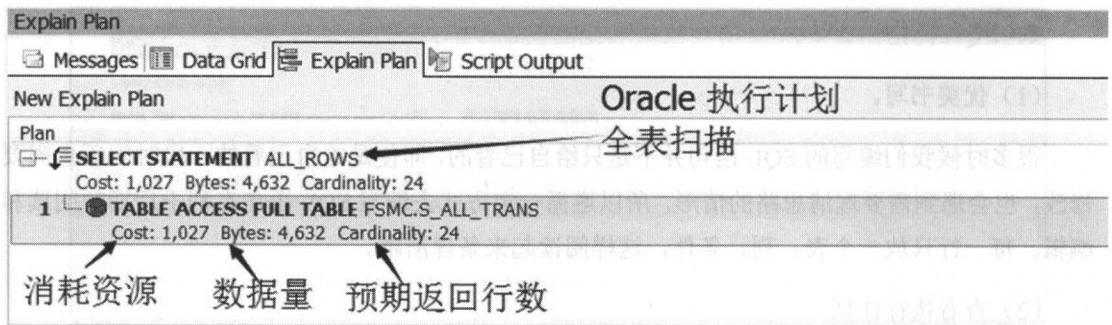 Explain Plan
Messages Data Grid Explain Plan Script Output
New Explain Plan
Oracle 执行计划
Plan
全表扫描
SELECT STATEMENT ALL_ROWS
Cost: 1,027 Bytes: 4,632 Cardinality: 24
1 TABLE ACCESS FULL TABLE FSMC.S_ALL_TRANS
Cost: 1,027 Bytes: 4,632 Cardinality: 24
消耗资源 数据量 预期返回行数